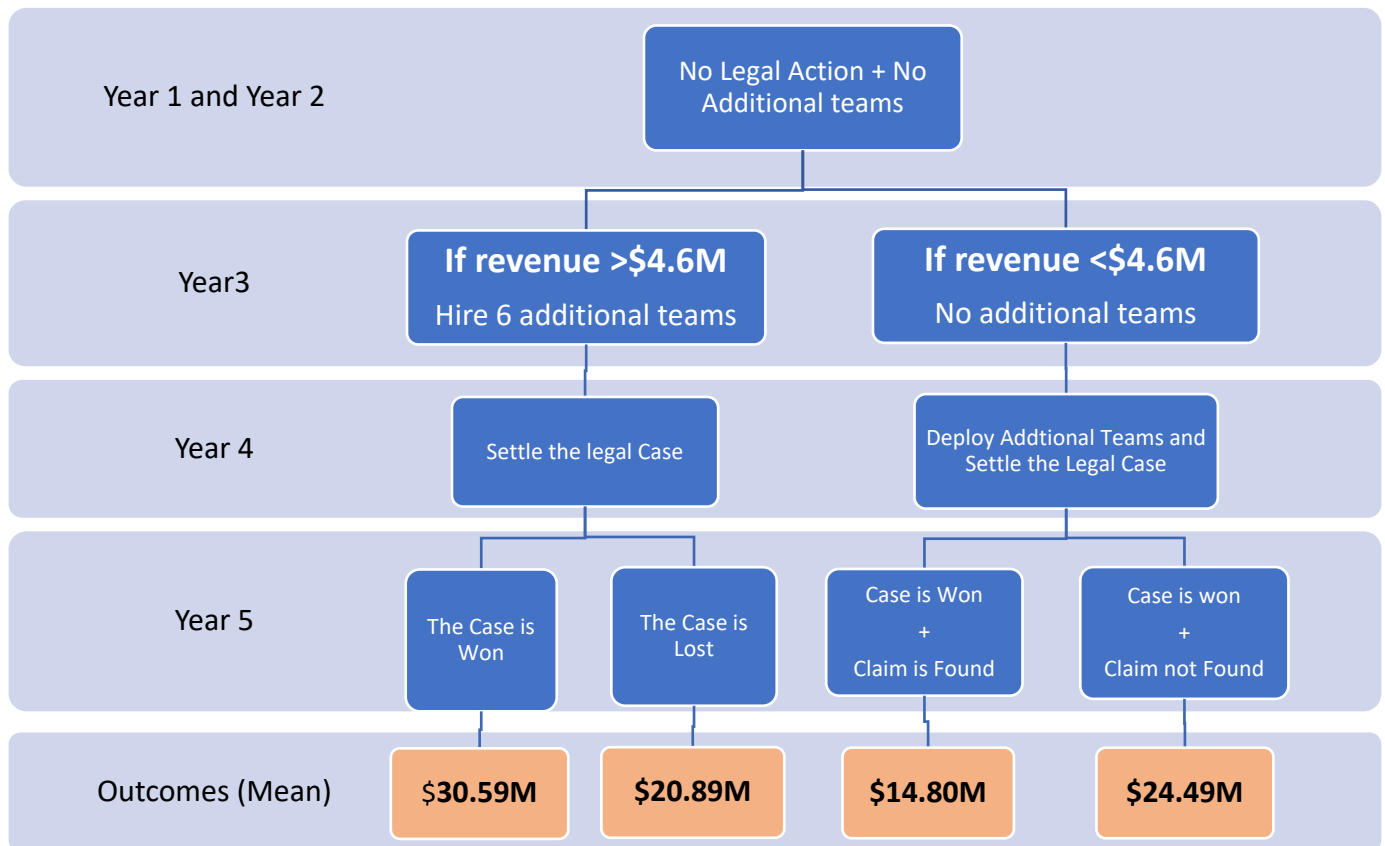 Year 1 and Year 2
No Legal Action + No
Additional teams
Year3
If revenue >$4.6M
Hire 6 additional teams
If revenue <$4.6M
No additional teams
Year 4
Settle the legal Case
Deploy Addtional Teams and
Settle the Legal Case
Year 5
The Case is
Won
The Case is
Lost
Case is Won
+
Claim is Found
Case is won
+
Claim not Found
Outcomes (Mean)
$30.59M
$20.89M
$14.80M
$24.49M